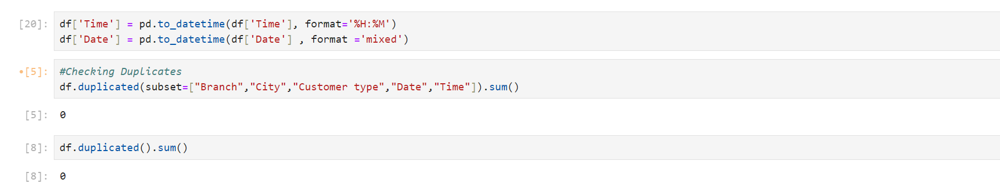 [20]: df['Time'] = pd.to_datetime(df['Time'], format='%H:%M')
df['Date'] = pd.to_datetime(df['Date'] , format ='mixed')
•[5]: #Checking Duplicates
df.duplicated(subset=["Branch","City","Customer type","Date","Time"]).sum()
[5]: 0
[8]: df.duplicated().sum()
[8]: 0